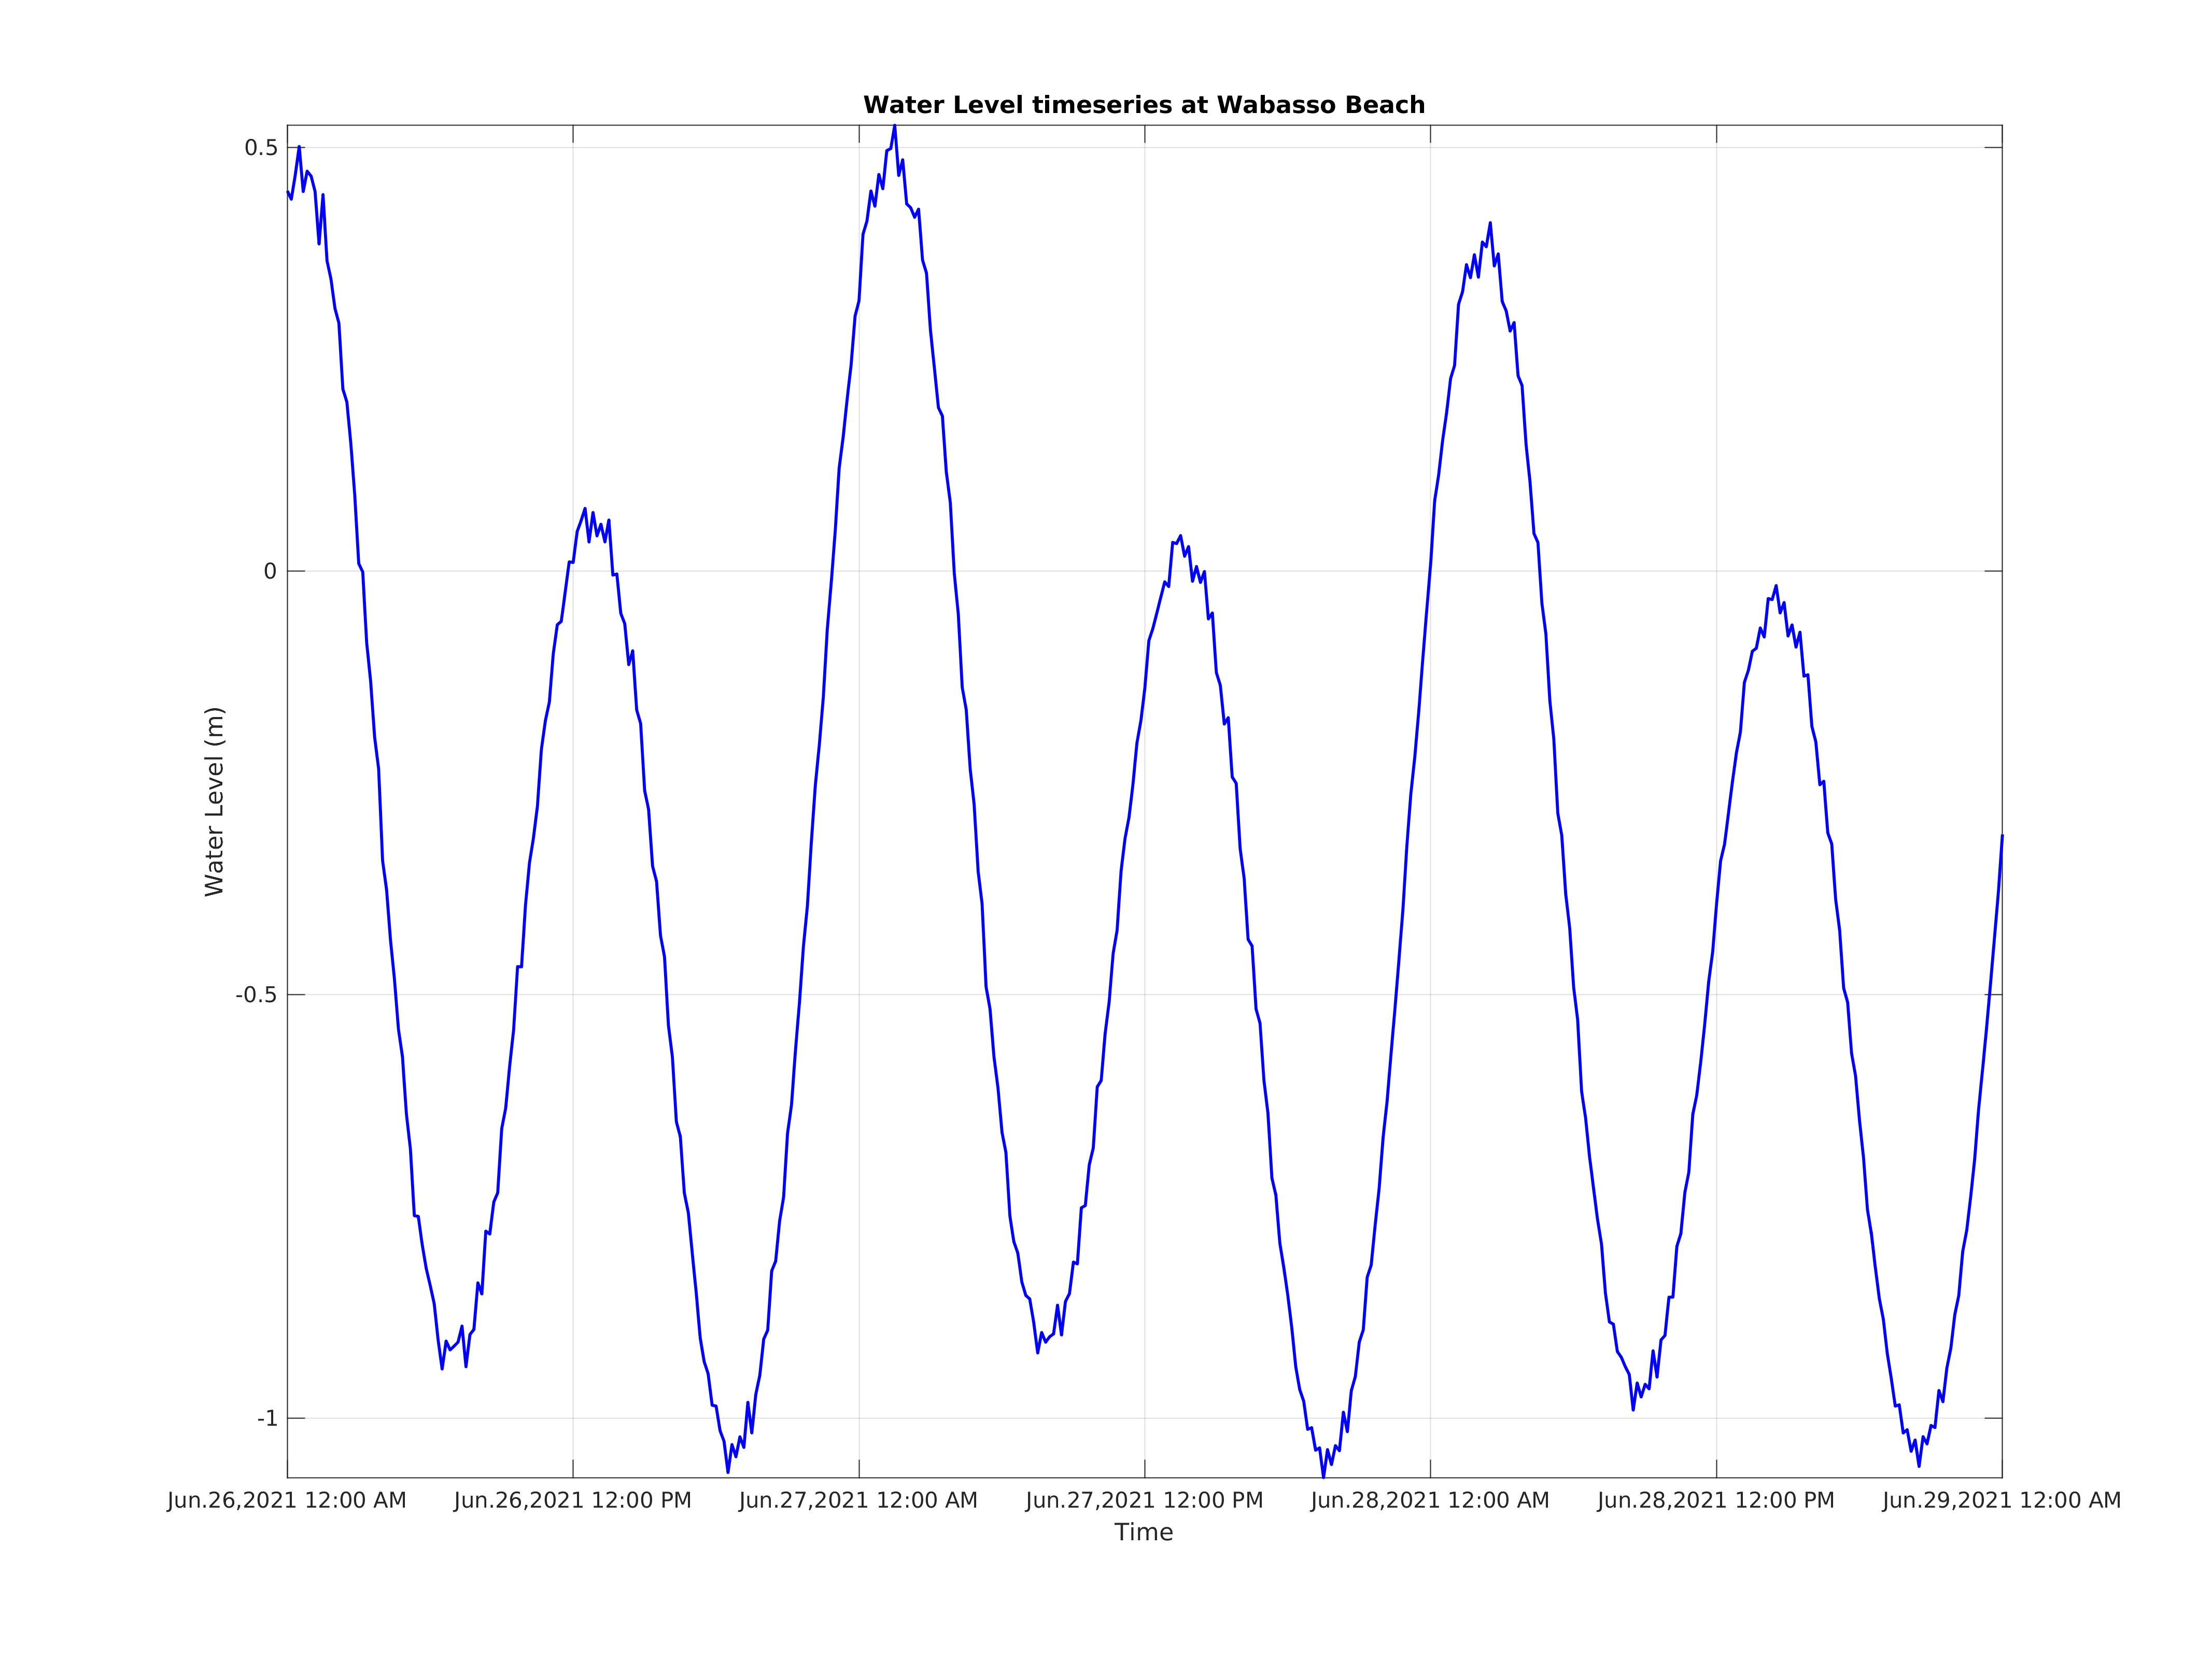 Water Level timeseries at Wabasso Beach
0.5
0
-0.5
-1
Water Level (m)
Jun.26,2021 12:00 AM Jun.26,2021 12:00 PM Jun.27,2021 12:00 AM Jun.27,2021 12:00 PM Jun.28,2021 12:00 AM Jun.28,2021 12:00 PM Jun.29,2021 12:00 AM
Time